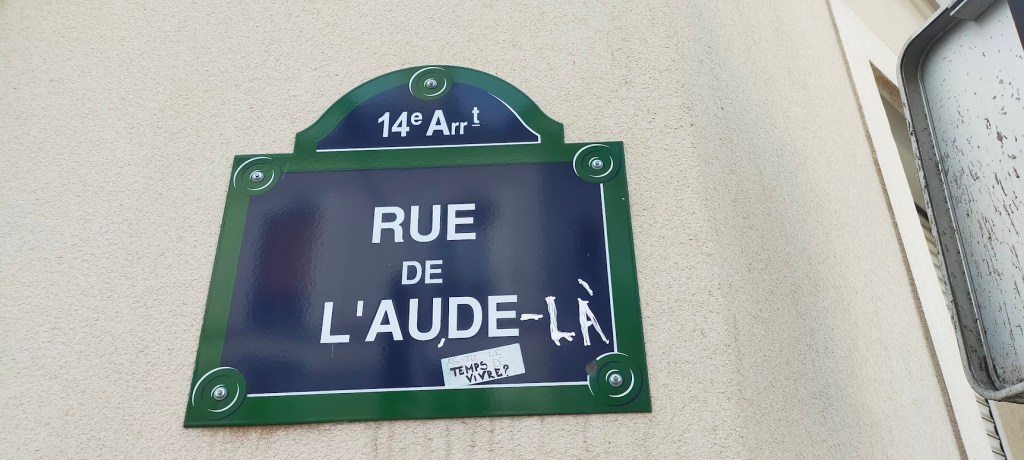 14e Arrt
RUE
DE
L'AUDE-LÀ
AS-TU LE
TEMPS DE
VIVRE?